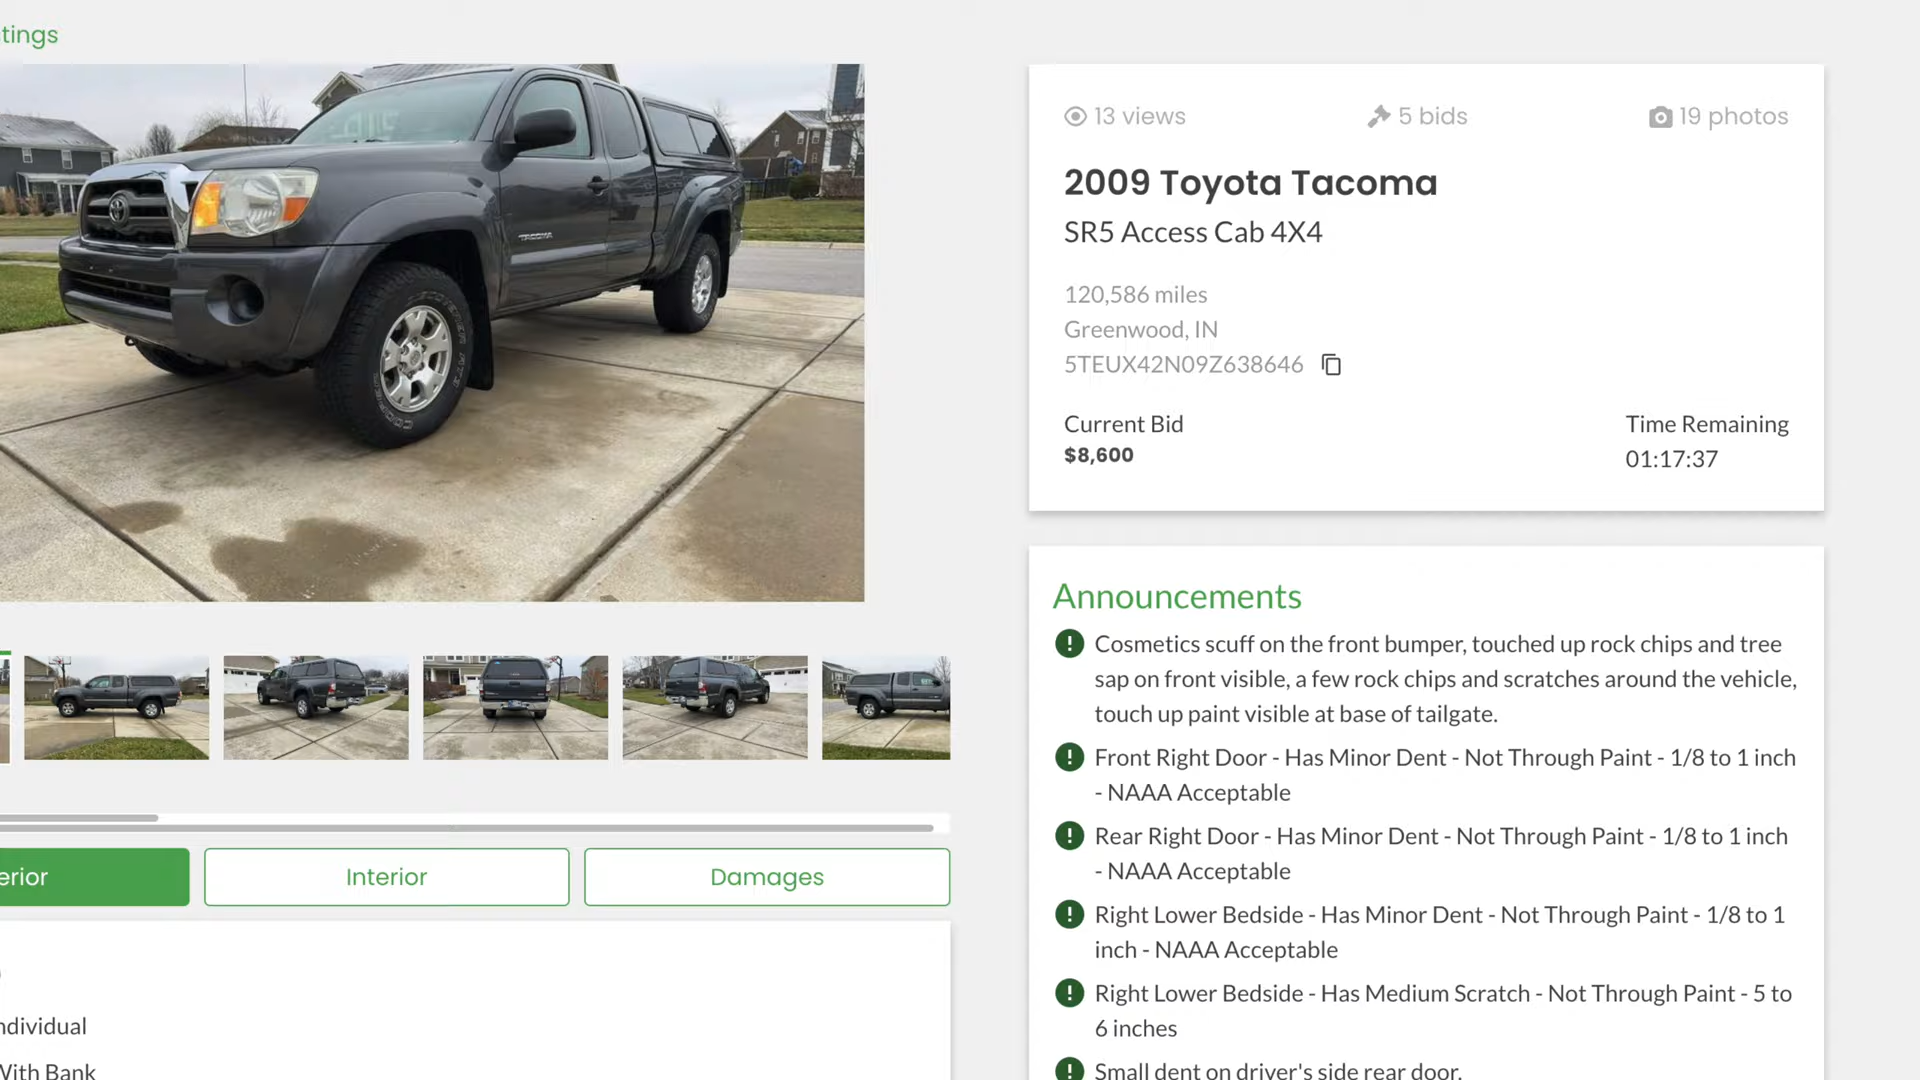 tings
13 views
5 bids
19 photos
2009 Toyota Tacoma
SR5 Access Cab 4X4
120,586 miles
Greenwood, IN
5TEUX42N09Z638646
Current Bid
$8,600
Time Remaining
01:17:37
TACOMA
Announcements
Cosmetics scuff on the front bumper, touched up rock chips and tree
sap on front visible, a few rock chips and scratches around the vehicle,
touch up paint visible at base of tailgate.
Front Right Door - Has Minor Dent - Not Through Paint - 1/8 to 1 inch
- NAAA Acceptable
Rear Right Door - Has Minor Dent - Not Through Paint - 1/8 to 1 inch
- NAAA Acceptable
Right Lower Bedside - Has Minor Dent - Not Through Paint - 1/8 to 1
inch - NAAA Acceptable
Right Lower Bedside - Has Medium Scratch - Not Through Paint - 5 to
6 inches
Small dent on driver's side rear door.
erior
Interior
Damages
ndividual
With Bank